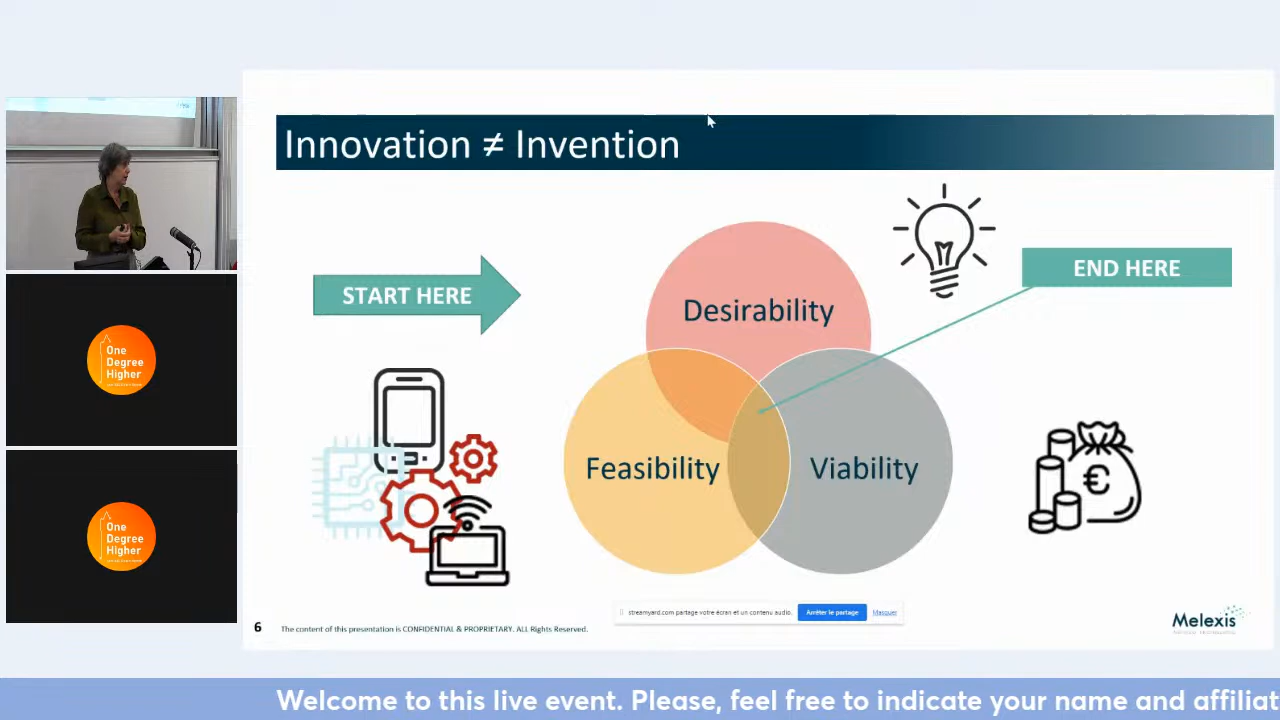 Innovation ≠ Invention
START HERE
END HERE
Desirability
Feasibility
Viability
€
One
Degree
Higher
One
Degree
Higher
streamyard.com partage votre écran et un contenu audio.
Arrêter le partage
Masquer
6
The content of this presentation is CONFIDENTIAL & PROPRIETARY. ALL Rights Reserved.
Melexis
Welcome to this live event. Please, feel free to indicate your name and affiliat